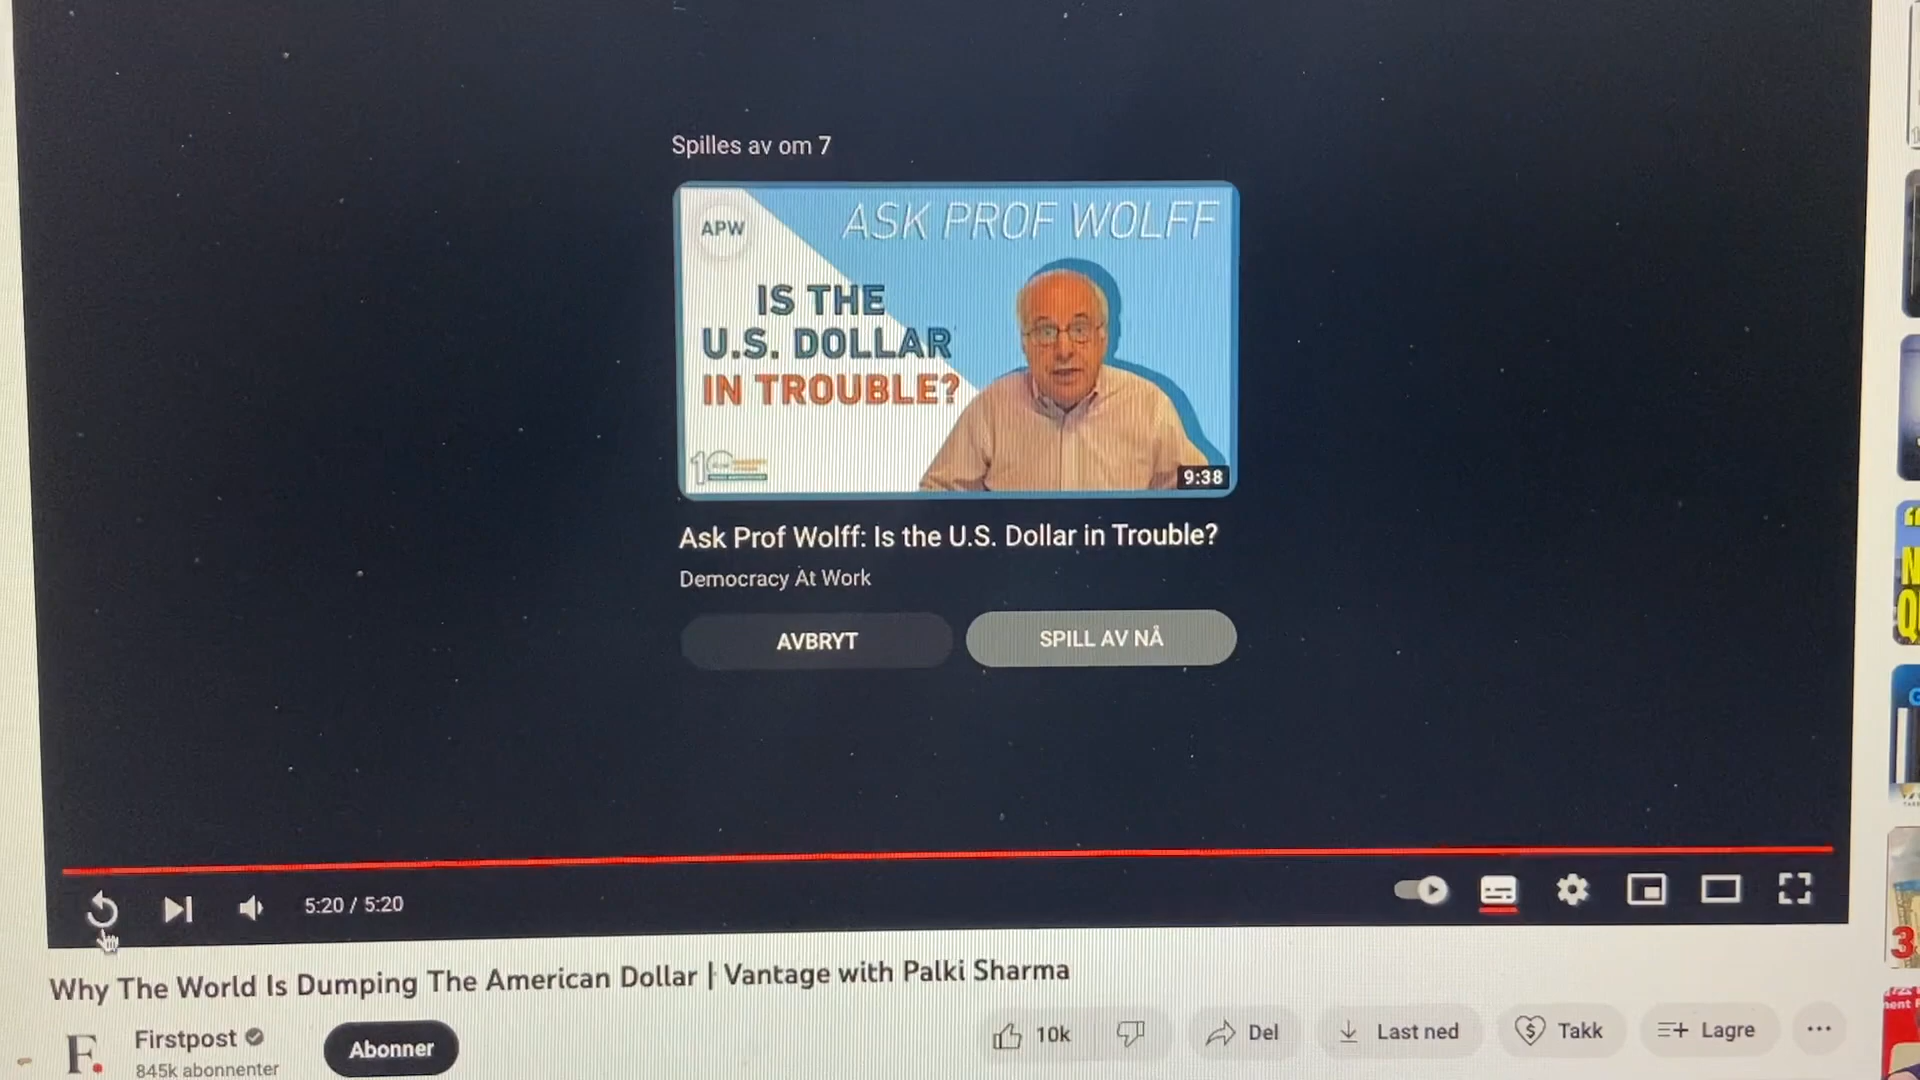 Spilles av om 7
APW
ASK PROF WOLFF
IS THE
U.S. DOLLAR
IN TROUBLE?
9:38
Ask Prof Wolff: Is the U.S. Dollar in Trouble?
Democracy At Work
AVBRYT
SPILL AV NÅ
5:20 / 5:20
Why The World Is Dumping The American Dollar | Vantage with Palki Sharma
F.
Firstpost
845k abonnenter
Abonner
10k
Del
Last ned
Takk
Lagre
3